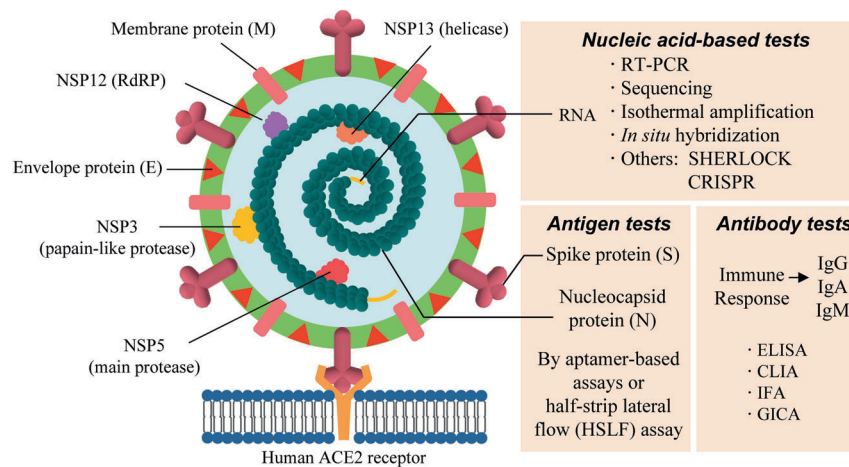 Membrane protein (M)
NSP13 (helicase)
NSP12 (RdRP)
Envelope protein (E)
NSP3
(papain-like protease)
NSP5
(main protease)
Human ACE2 receptor
Nucleic acid-based tests
RNA
· RT-PCR
· Sequencing
· Isothermal amplification
· In situ hybridization
· Others: SHERLOCK
CRISPR
Antigen tests
Spike protein (S)
Nucleocapsid
protein (N)
By aptamer-based
assays or
half-strip lateral
flow (HSLF) assay
Antibody tests
Immune
Response
IgG
IgA
IgM
· ELISA
· CLIA
· IFA
· GICA